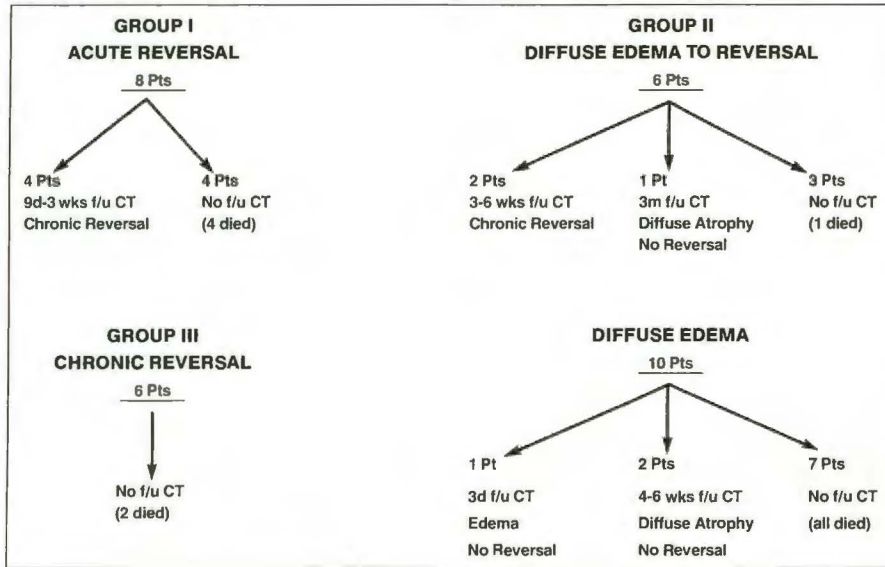 GROUP I
ACUTE REVERSAL
8 Pts
4 Pts
9d-3 wks f/u CT
Chronic Reversal
4 Pts
No f/u CT
(4 died)
GROUP II
DIFFUSE EDEMA TO REVERSAL
6 Pts
2 Pts
3-6 wks f/u CT
Chronic Reversal
1 Pt
3m f/u CT
Diffuse Atrophy
No Reversal
3 Pts
No f/u CT
(1 died)
GROUP III
CHRONIC REVERSAL
6 Pts
No f/u CT
(2 died)
DIFFUSE EDEMA
10 Pts
1 Pt
3d f/u CT
Edema
No Reversal
2 Pts
4-6 wks f/u CT
Diffuse Atrophy
No Reversal
7 Pts
No f/u CT
(all died)